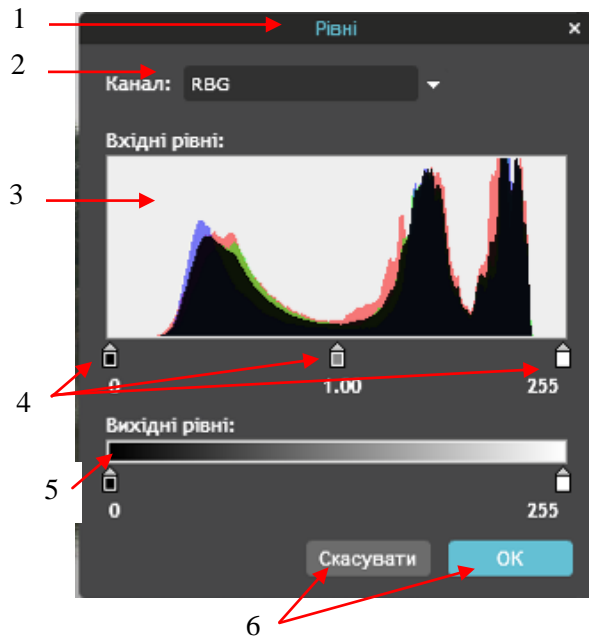 1
Рівні ×
2
Канал: RBG
Вхідні рівні:
3
4
0 1.00 255
Вихідні рівні:
5
0 255
Скасувати OK
6